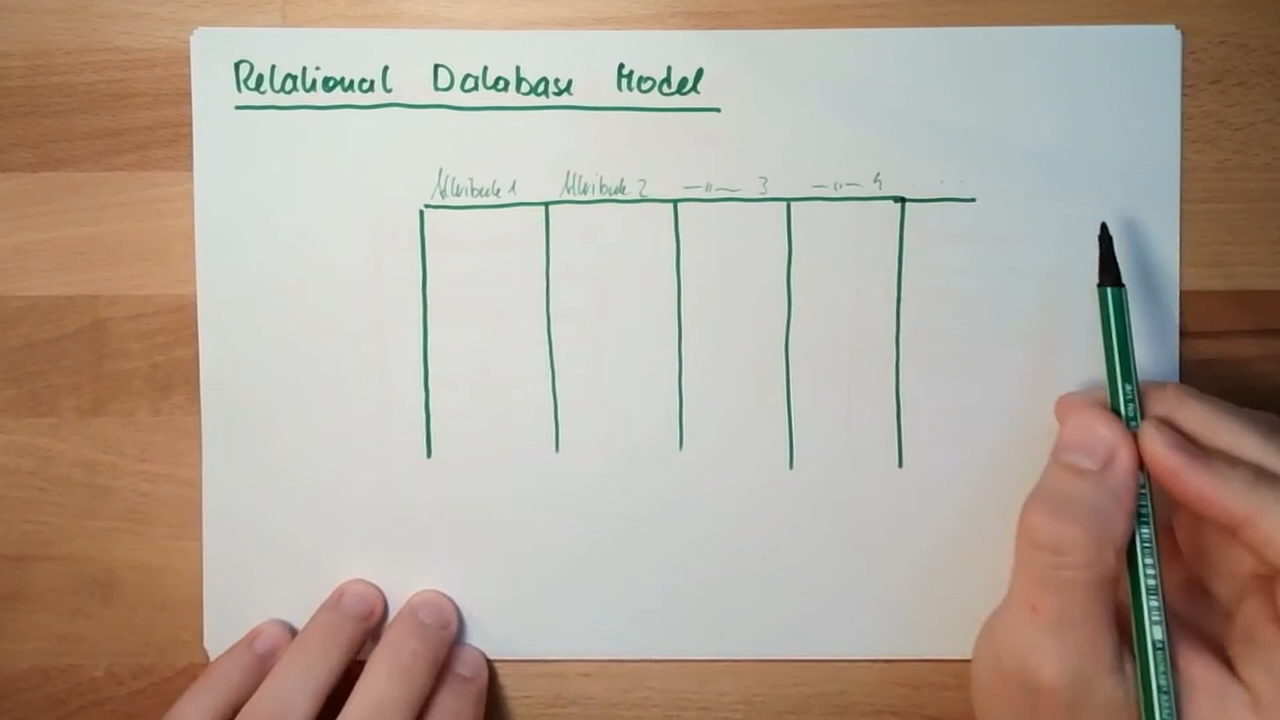 Relational Database Model
Attribute 1 Attribute 2 —"— 3 —"— 4 ...